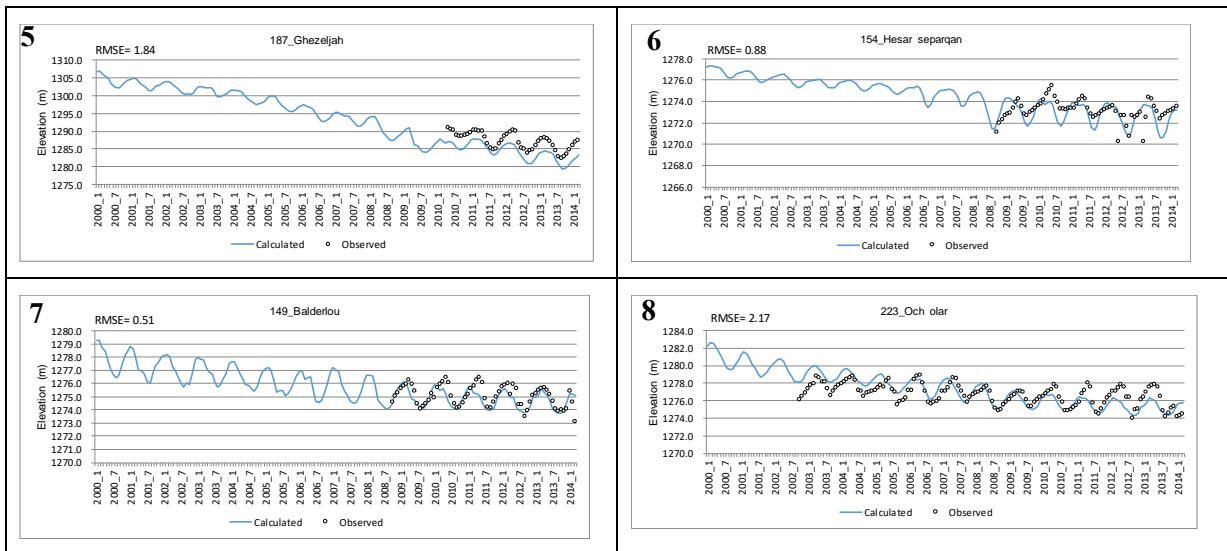 5
187_Ghezeljah
RMSE= 1.84
Elevation (m)
1310.0
1305.0
1300.0
1295.0
1290.0
1285.0
1280.0
1275.0
2000_1 2000_7 2001_1 2001_7 2002_1 2002_7 2003_1 2003_7 2004_1 2004_7 2005_1 2005_7 2006_1 2006_7 2007_1 2007_7 2008_1 2008_7 2009_1 2009_7 2010_1 2010_7 2011_1 2011_7 2012_1 2012_7 2013_1 2013_7 2014_1
Calculated Observed
6
154_Hesar separqan
RMSE= 0.88
Elevation (m)
1278.0
1276.0
1274.0
1272.0
1270.0
1268.0
1266.0
2000_1 2000_7 2001_1 2001_7 2002_1 2002_7 2003_1 2003_7 2004_1 2004_7 2005_1 2005_7 2006_1 2006_7 2007_1 2007_7 2008_1 2008_7 2009_1 2009_7 2010_1 2010_7 2011_1 2011_7 2012_1 2012_7 2013_1 2013_7 2014_1
Calculated Observed
7
149_Balderlou
RMSE= 0.51
Elevation (m)
1280.0
1279.0
1278.0
1277.0
1276.0
1275.0
1274.0
1273.0
1272.0
1271.0
1270.0
2000_1 2000_7 2001_1 2001_7 2002_1 2002_7 2003_1 2003_7 2004_1 2004_7 2005_1 2005_7 2006_1 2006_7 2007_1 2007_7 2008_1 2008_7 2009_1 2009_7 2010_1 2010_7 2011_1 2011_7 2012_1 2012_7 2013_1 2013_7 2014_
Calculated Observed
8
223_Och olar
RMSE= 2.17
Elevation (m)
1284.0
1282.0
1280.0
1278.0
1276.0
1274.0
1272.0
1270.0
2000_1 2000_7 2001_1 2001_7 2002_1 2002_7 2003_1 2003_7 2004_1 2004_7 2005_1 2005_7 2006_1 2006_7 2007_1 2007_7 2008_1 2008_7 2009_1 2009_7 2010_1 2010_7 2011_1 2011_7 2012_1 2012_7 2013_1 2013_7 2014_1
Calculated Observed